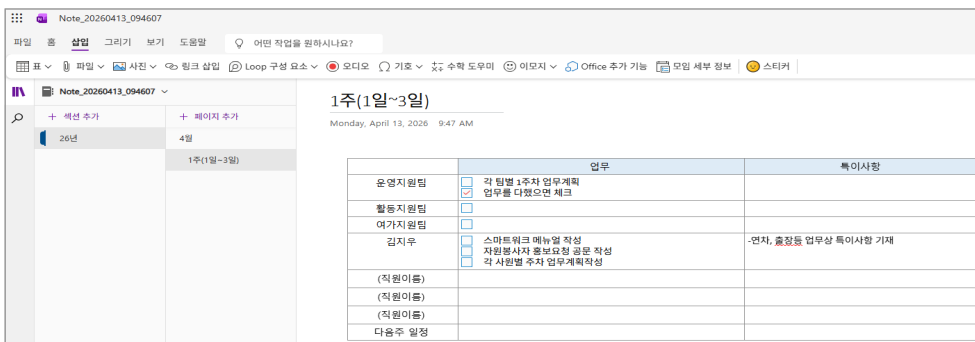 Note_20260413_094607
파일 홈 삽입 그리기 보기 도움말 어떤 작업을 원하시나요?
표 파일 사진 링크 삽입 Loop 구성 요소 오디오 기호 수학 도우미 이모지 Office 추가 기능 모임 세부 정보 스티커
Note_20260413_094607
+ 섹션 추가 + 페이지 추가
26년 4월
1주(1일~3일)
1주(1일~3일)
Monday, April 13, 2026 9:47 AM
업무 특이사항
운영지원팀 각 팀별 1주차 업무계획
업무를 다했으면 체크
활동지원팀
여가지원팀
김지우 스마트워크 메뉴얼 작성 -연차, 출장등 업무상 특이사항 기재
자원봉사자 홍보요청 공문 작성
각 사원별 주차 업무계획작성
(직원이름)
(직원이름)
(직원이름)
다음주 일정